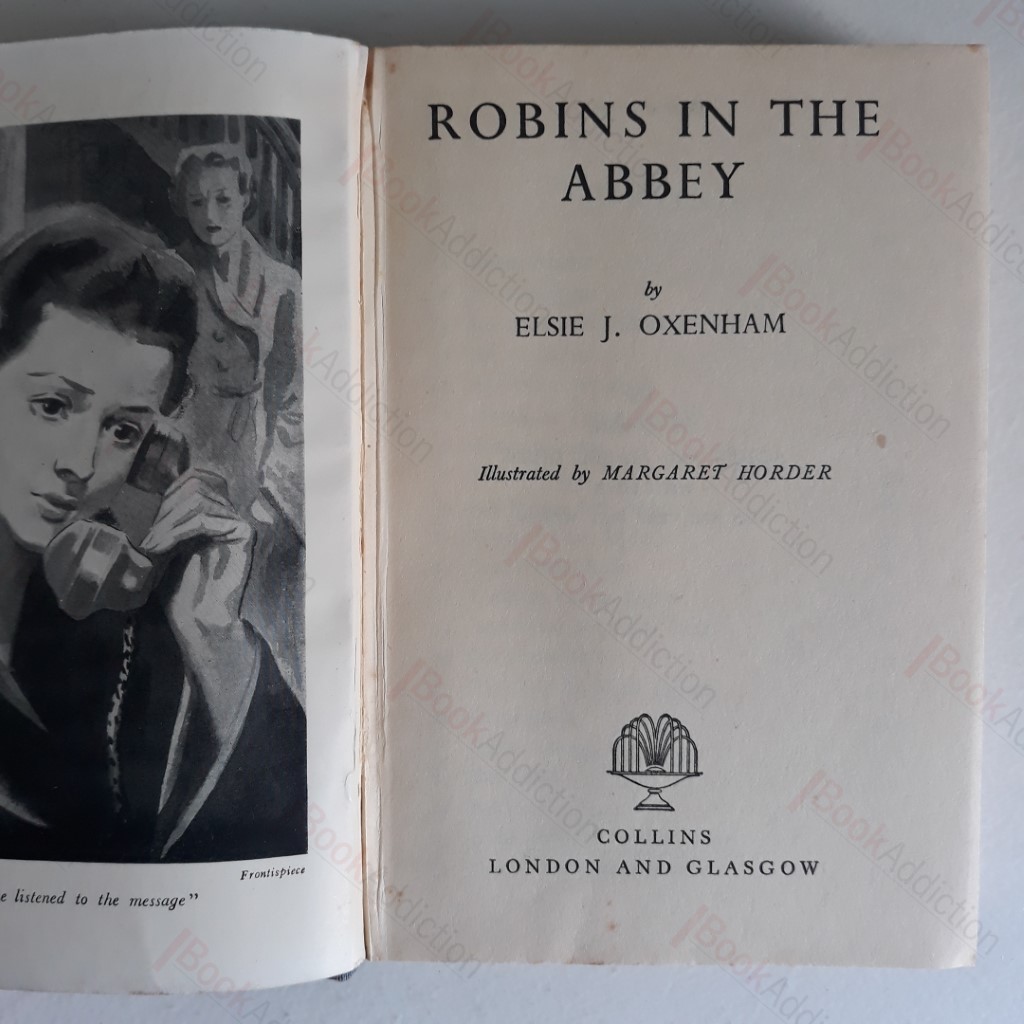 Frontispiece
e listened to the message"
ROBINS IN THE
ABBEY
by
ELSIE J. OXENHAM
Illustrated by MARGARET HORDER
COLLINS
LONDON AND GLASGOW
BookAddiction